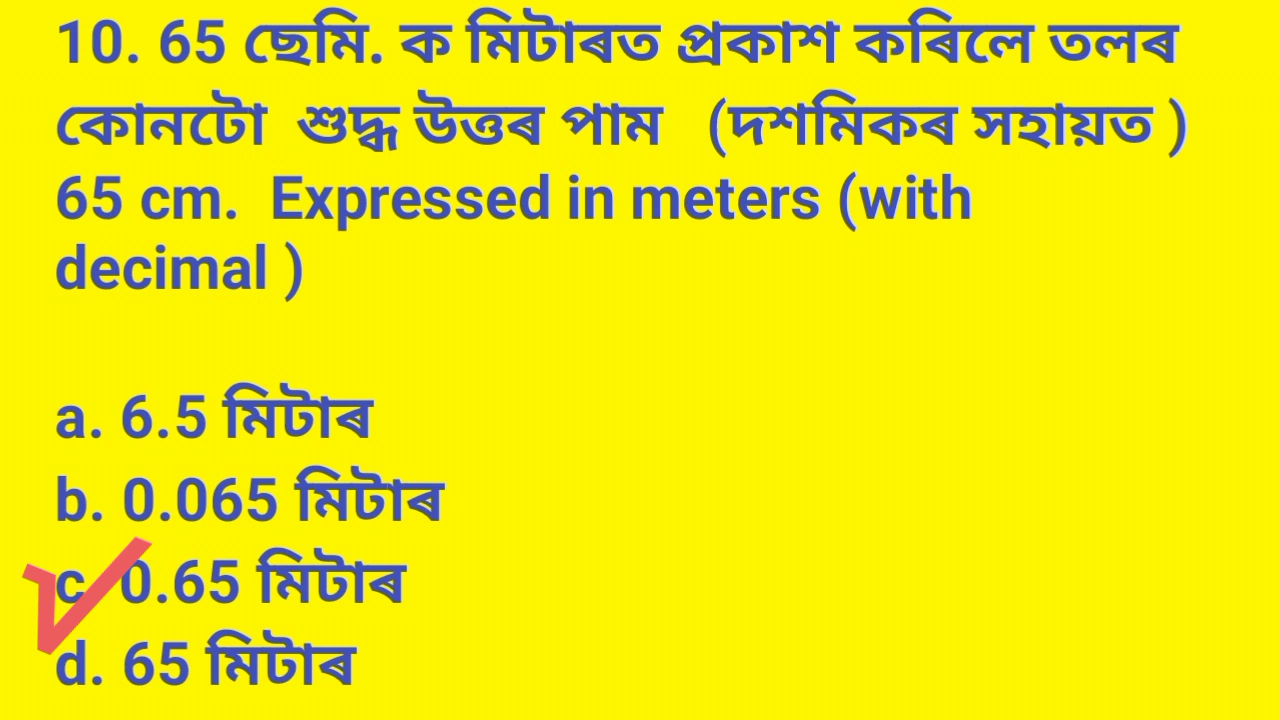 10. 65 ছেমি. ক মিটাৰত প্ৰকাশ কৰিলে তলৰ
কোনটো শুদ্ধ উত্তৰ পাম (দশমিকৰ সহায়ত )
65 cm. Expressed in meters (with
decimal )
a. 6.5 মিটাৰ
b. 0.065 মিটাৰ
c. 0.65 মিটাৰ
d. 65 মিটাৰ